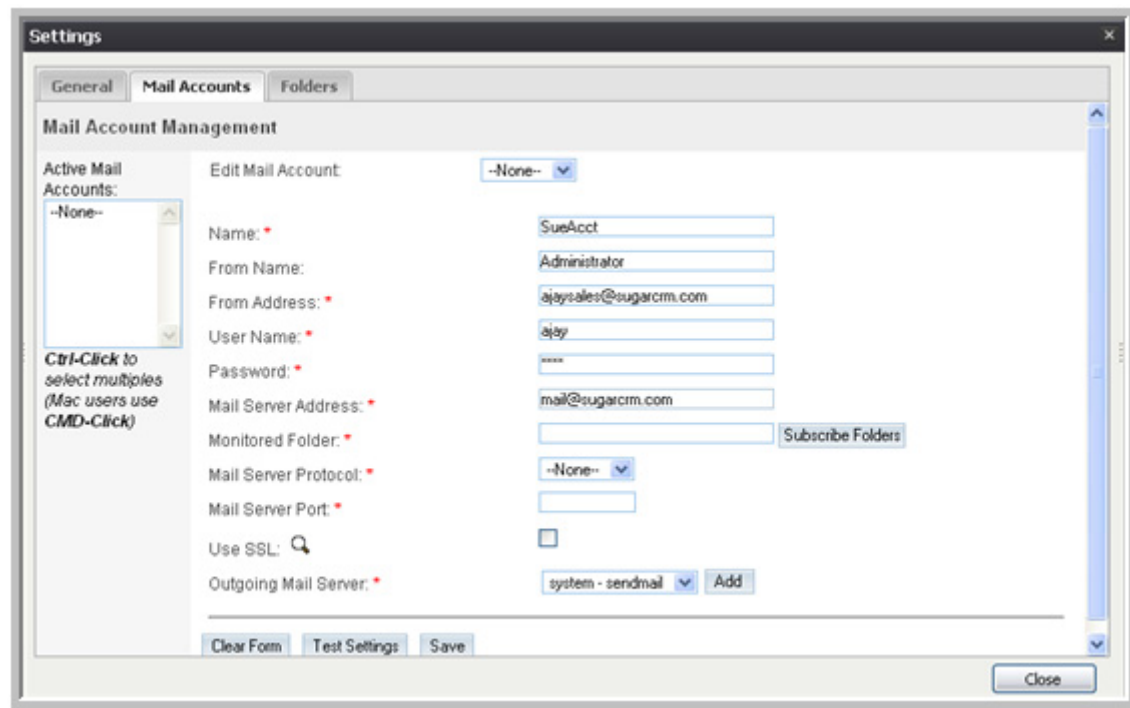 Settings
General Mail Accounts Folders
Mail Account Management
Active Mail
Accounts:
--None--
Ctrl-Click to
select multiples
(Mac users use
CMD-Click)
Edit Mail Account: --None--
Name: * SueAcct
From Name: Administrator
From Address: * ajaysales@sugarcrm.com
User Name: * ajay
Password: * ****
Mail Server Address: * mail@sugarcrm.com
Monitored Folder: * Subscribe Folders
Mail Server Protocol: * --None--
Mail Server Port: *
Use SSL:
Outgoing Mail Server: * system - sendmail Add
Clear Form Test Settings Save
Close